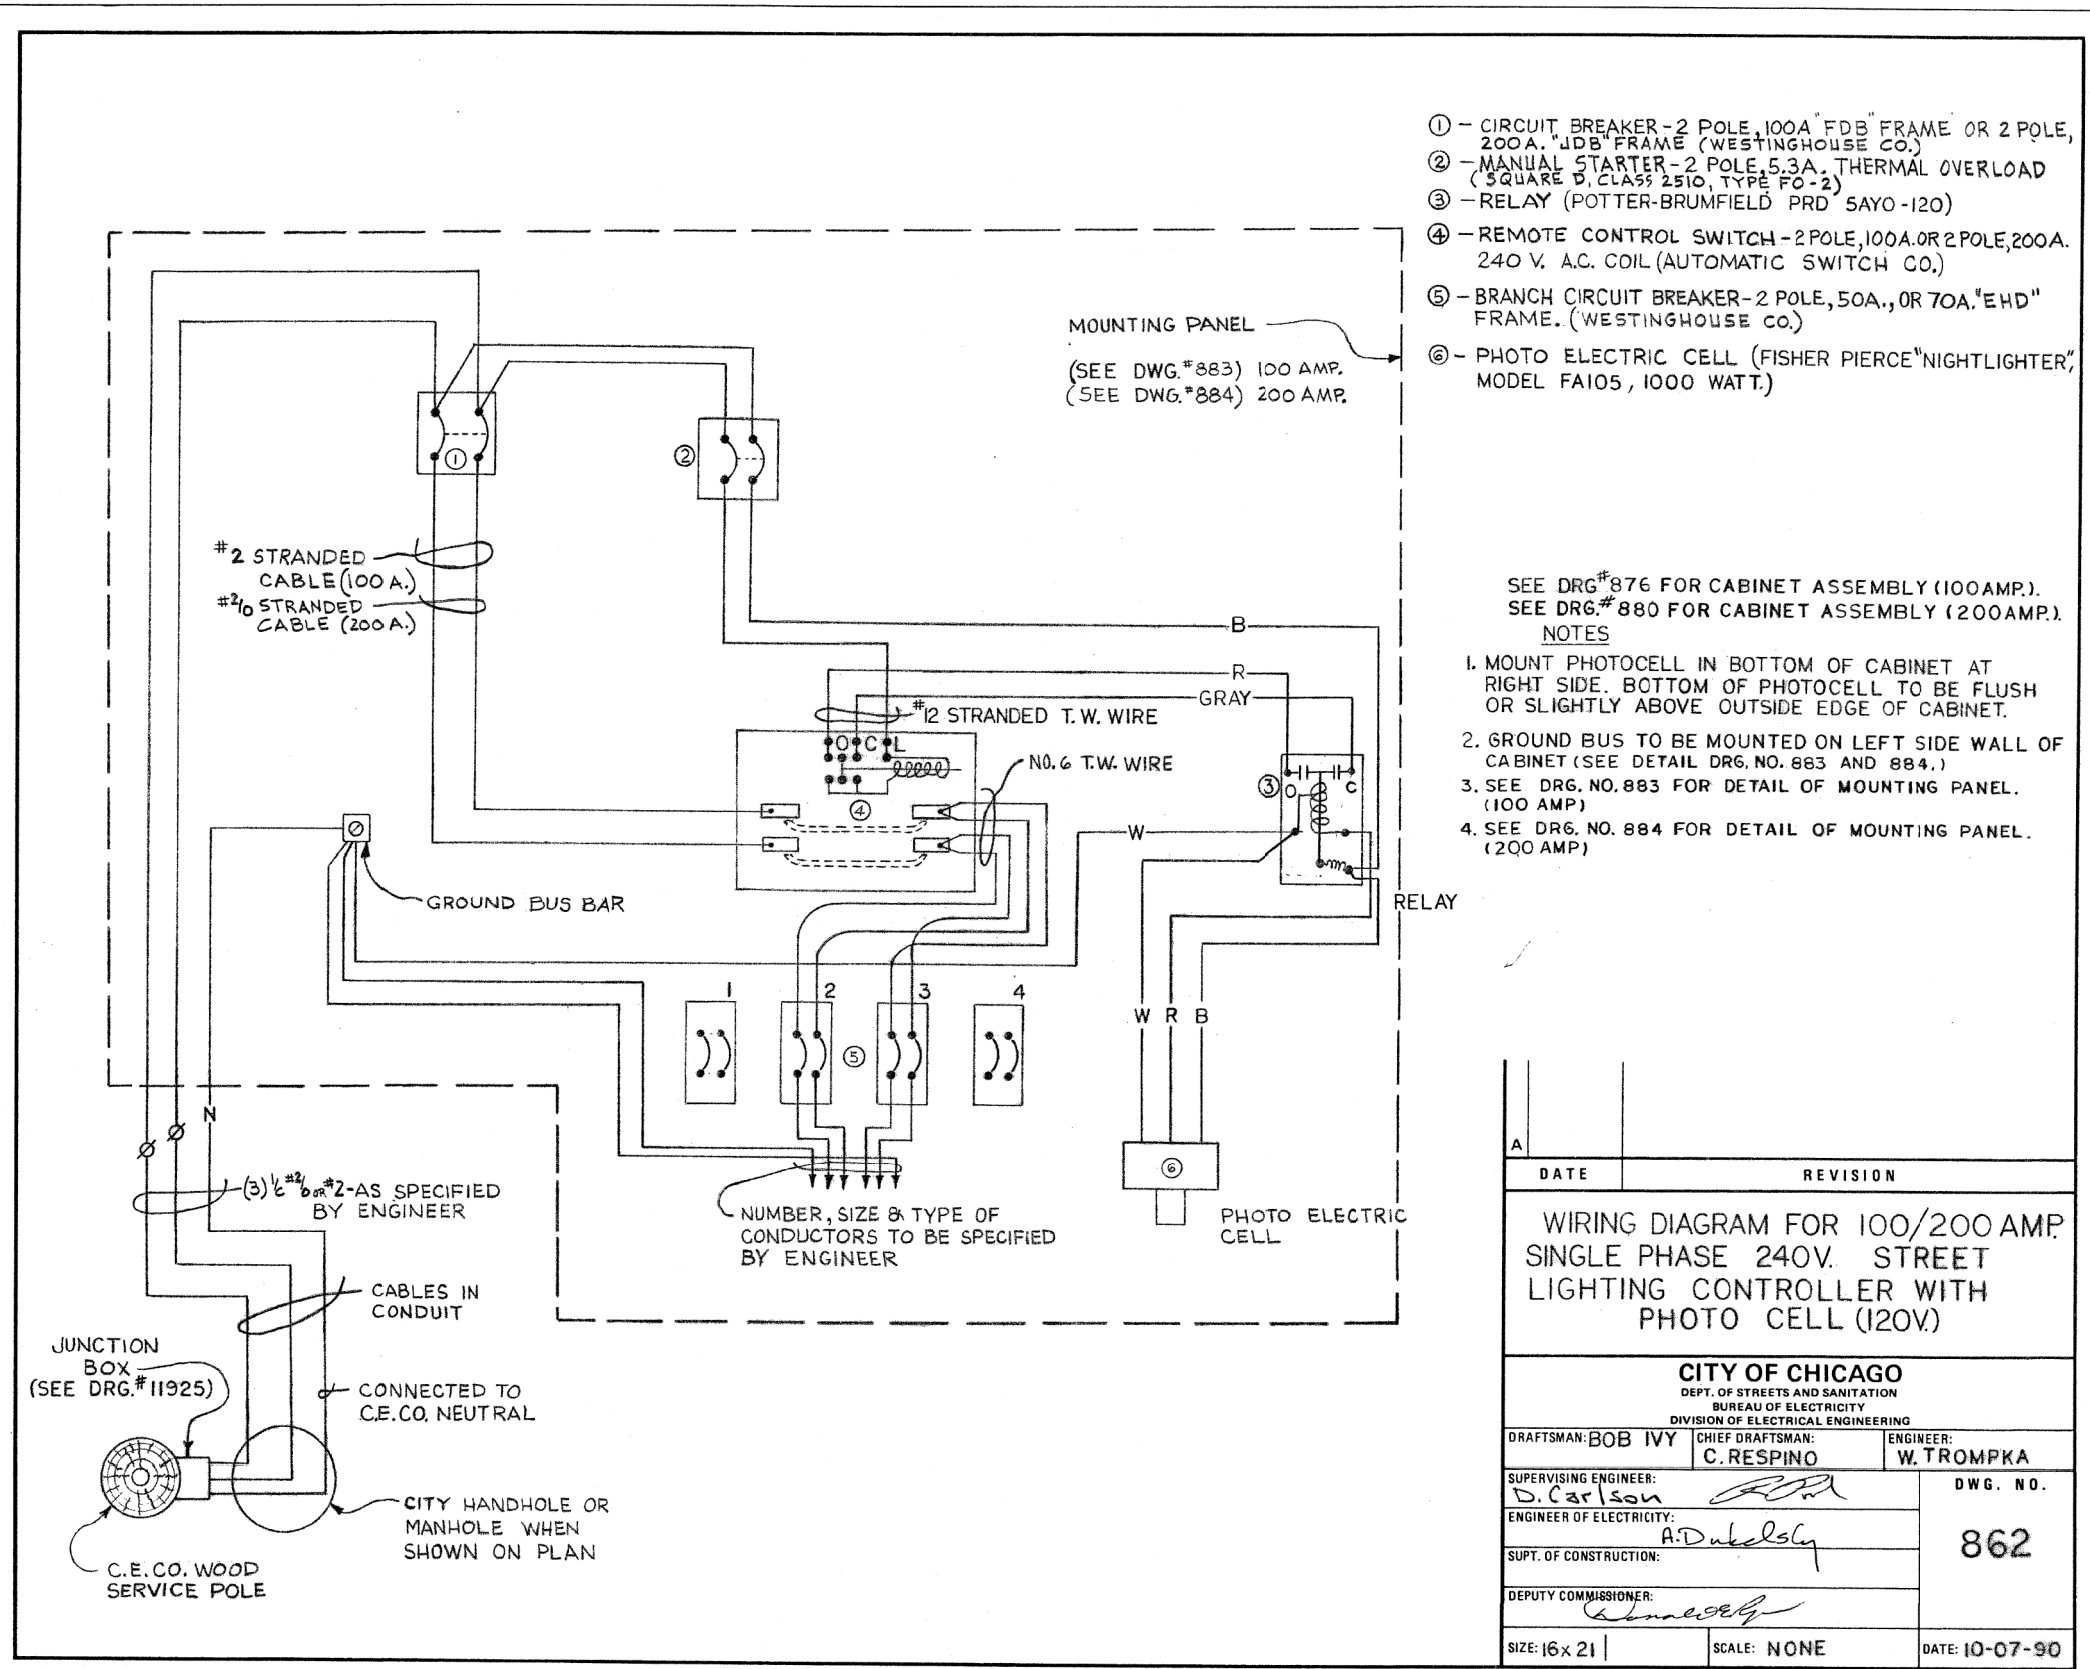 ① – CIRCUIT BREAKER-2 POLE, 100A "FDB" FRAME OR 2 POLE,
200A. "JDB" FRAME (WESTINGHOUSE CO.)
② – MANUAL STARTER-2 POLE, 5.3A. THERMAL OVERLOAD
(SQUARE D, CLASS 2510, TYPE FO-2)
③ – RELAY (POTTER-BRUMFIELD PRD 5AYO-120)
④ – REMOTE CONTROL SWITCH-2 POLE, 100A. OR 2 POLE, 200A.
240 V. A.C. COIL (AUTOMATIC SWITCH CO.)
⑤ – BRANCH CIRCUIT BREAKER-2 POLE, 50A., OR 70A. "EHD"
FRAME. (WESTINGHOUSE CO.)
⑥ – PHOTO ELECTRIC CELL (FISHER PIERCE "NIGHTLIGHTER",
MODEL FA105, 1000 WATT.)
MOUNTING PANEL
(SEE DWG. #883) 100 AMP.
(SEE DWG. #884) 200 AMP.
①
②
#2 STRANDED
CABLE (100 A.)
#2/0 STRANDED
CABLE (200 A.)
B
R
GRAY
#12 STRANDED T.W. WIRE
O C L
NO. 6 T.W. WIRE
④
③
O
C
W
RELAY
GROUND BUS BAR
1
2
3
4
⑤
W R B
N
⑥
PHOTO ELECTRIC
CELL
(3) 1/C #2/0 OR #2-AS SPECIFIED
BY ENGINEER
NUMBER, SIZE & TYPE OF
CONDUCTORS TO BE SPECIFIED
BY ENGINEER
CABLES IN
CONDUIT
JUNCTION
BOX
(SEE DRG. #11925)
CONNECTED TO
C.E.CO. NEUTRAL
CITY HANDHOLE OR
MANHOLE WHEN
SHOWN ON PLAN
C.E.CO. WOOD
SERVICE POLE
SEE DRG #876 FOR CABINET ASSEMBLY (100AMP.).
SEE DRG. #880 FOR CABINET ASSEMBLY (200AMP.).
NOTES
1. MOUNT PHOTOCELL IN BOTTOM OF CABINET AT
RIGHT SIDE. BOTTOM OF PHOTOCELL TO BE FLUSH
OR SLIGHTLY ABOVE OUTSIDE EDGE OF CABINET.
2. GROUND BUS TO BE MOUNTED ON LEFT SIDE WALL OF
CABINET (SEE DETAIL DRG. NO. 883 AND 884.)
3. SEE DRG. NO. 883 FOR DETAIL OF MOUNTING PANEL.
(100 AMP)
4. SEE DRG. NO. 884 FOR DETAIL OF MOUNTING PANEL.
(200 AMP)
A
DATE REVISION
WIRING DIAGRAM FOR 100/200 AMP.
SINGLE PHASE 240V. STREET
LIGHTING CONTROLLER WITH
PHOTO CELL (120V.)
CITY OF CHICAGO
DEPT. OF STREETS AND SANITATION
BUREAU OF ELECTRICITY
DIVISION OF ELECTRICAL ENGINEERING
DRAFTSMAN: BOB IVY
CHIEF DRAFTSMAN:
C. RESPINO
ENGINEER:
W. TROMPKA
SUPERVISING ENGINEER:
D. Carlson
ENGINEER OF ELECTRICITY:
SUPT. OF CONSTRUCTION:
DEPUTY COMMISSIONER:
DWG. NO.
862
SIZE: 16 x 21
SCALE: NONE
DATE: 10-07-90